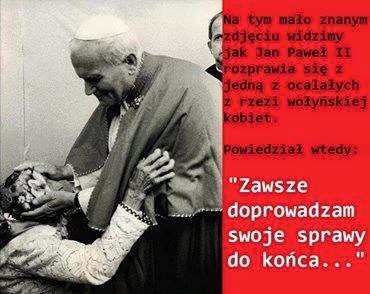 Na tym mało znanym
zdjęciu widzimy
jak Jan Paweł II
rozprawia się z
jedną z ocalałych
z rzezi wołyńskiej
kobiet.
Powiedział wtedy:
"Zawsze
doprowadzam
swoje sprawy
do końca..."